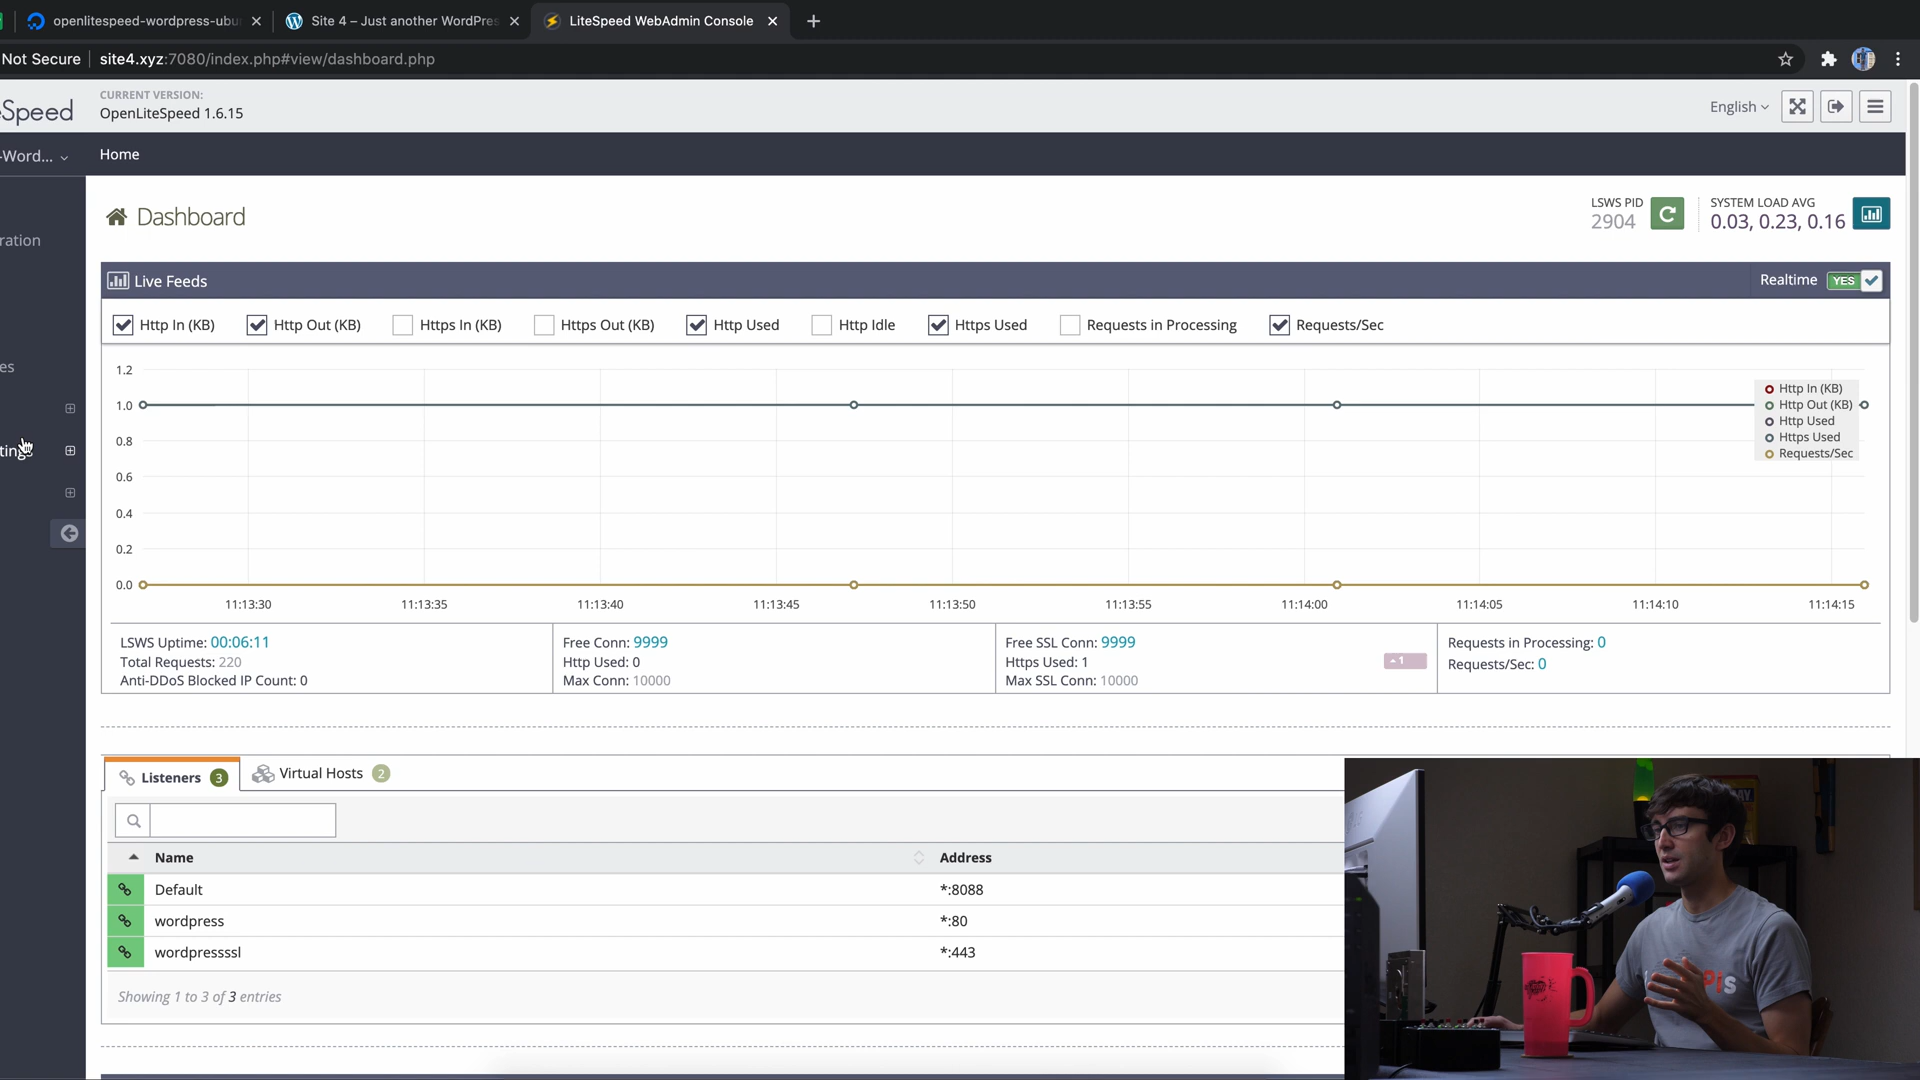 openlitespeed-wordpress-ubu
Site 4 – Just another WordPres
LiteSpeed WebAdmin Console
Not Secure
site4.xyz:7080/index.php#view/dashboard.php
eSpeed
CURRENT VERSION:
OpenLiteSpeed 1.6.15
English
-Word...
Home
Dashboard
LSWS PID
2904
SYSTEM LOAD AVG
0.03, 0.23, 0.16
ration
es
tings
Live Feeds
Realtime YES
Http In (KB) Http Out (KB) Https In (KB) Https Out (KB) Http Used Http Idle Https Used Requests in Processing Requests/Sec
1.2
1.0
0.8
0.6
0.4
0.2
0.0
Http In (KB)
Http Out (KB)
Http Used
Https Used
Requests/Sec
11:13:30 11:13:35 11:13:40 11:13:45 11:13:50 11:13:55 11:14:00 11:14:05 11:14:10 11:14:15
LSWS Uptime: 00:06:11
Total Requests: 220
Anti-DDoS Blocked IP Count: 0
Free Conn: 9999
Http Used: 0
Max Conn: 10000
Free SSL Conn: 9999
Https Used: 1
Max SSL Conn: 10000
1
Requests in Processing: 0
Requests/Sec: 0
Listeners 3
Virtual Hosts 2
Name Address
Default *:8088
wordpress *:80
wordpressssl *:443
Showing 1 to 3 of 3 entries